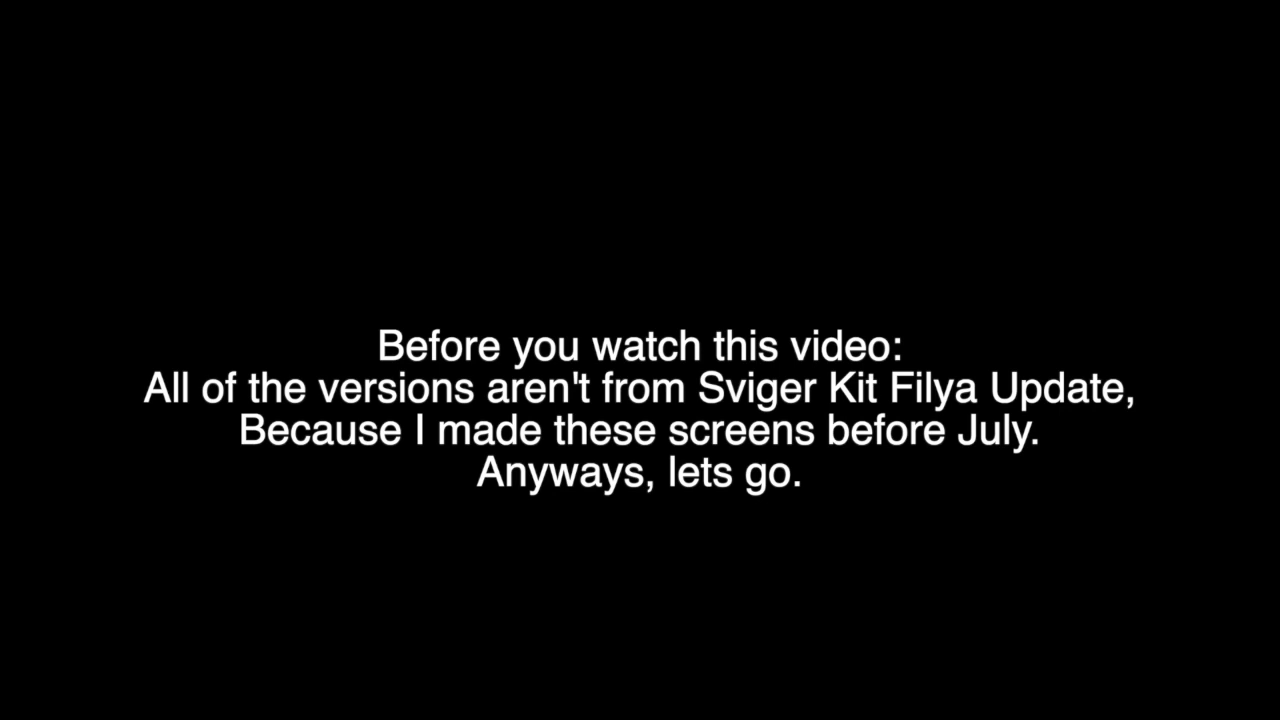 Before you watch this video:
All of the versions aren't from Sviger Kit Filya Update,
Because I made these screens before July.
Anyways, lets go.